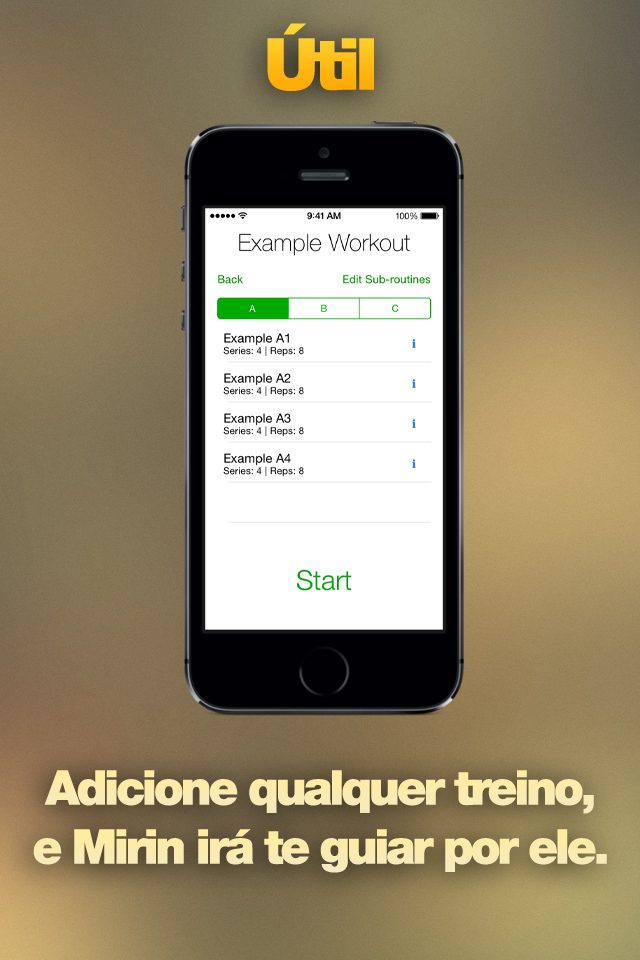 Útil
9:41 AM 100%
Example Workout
Back Edit Sub-routines
A B C
Example A1
Series: 4 | Reps: 8
Example A2
Series: 4 | Reps: 8
Example A3
Series: 4 | Reps: 8
Example A4
Series: 4 | Reps: 8
Start
Adicione qualquer treino,
e Mirin irá te guiar por ele.